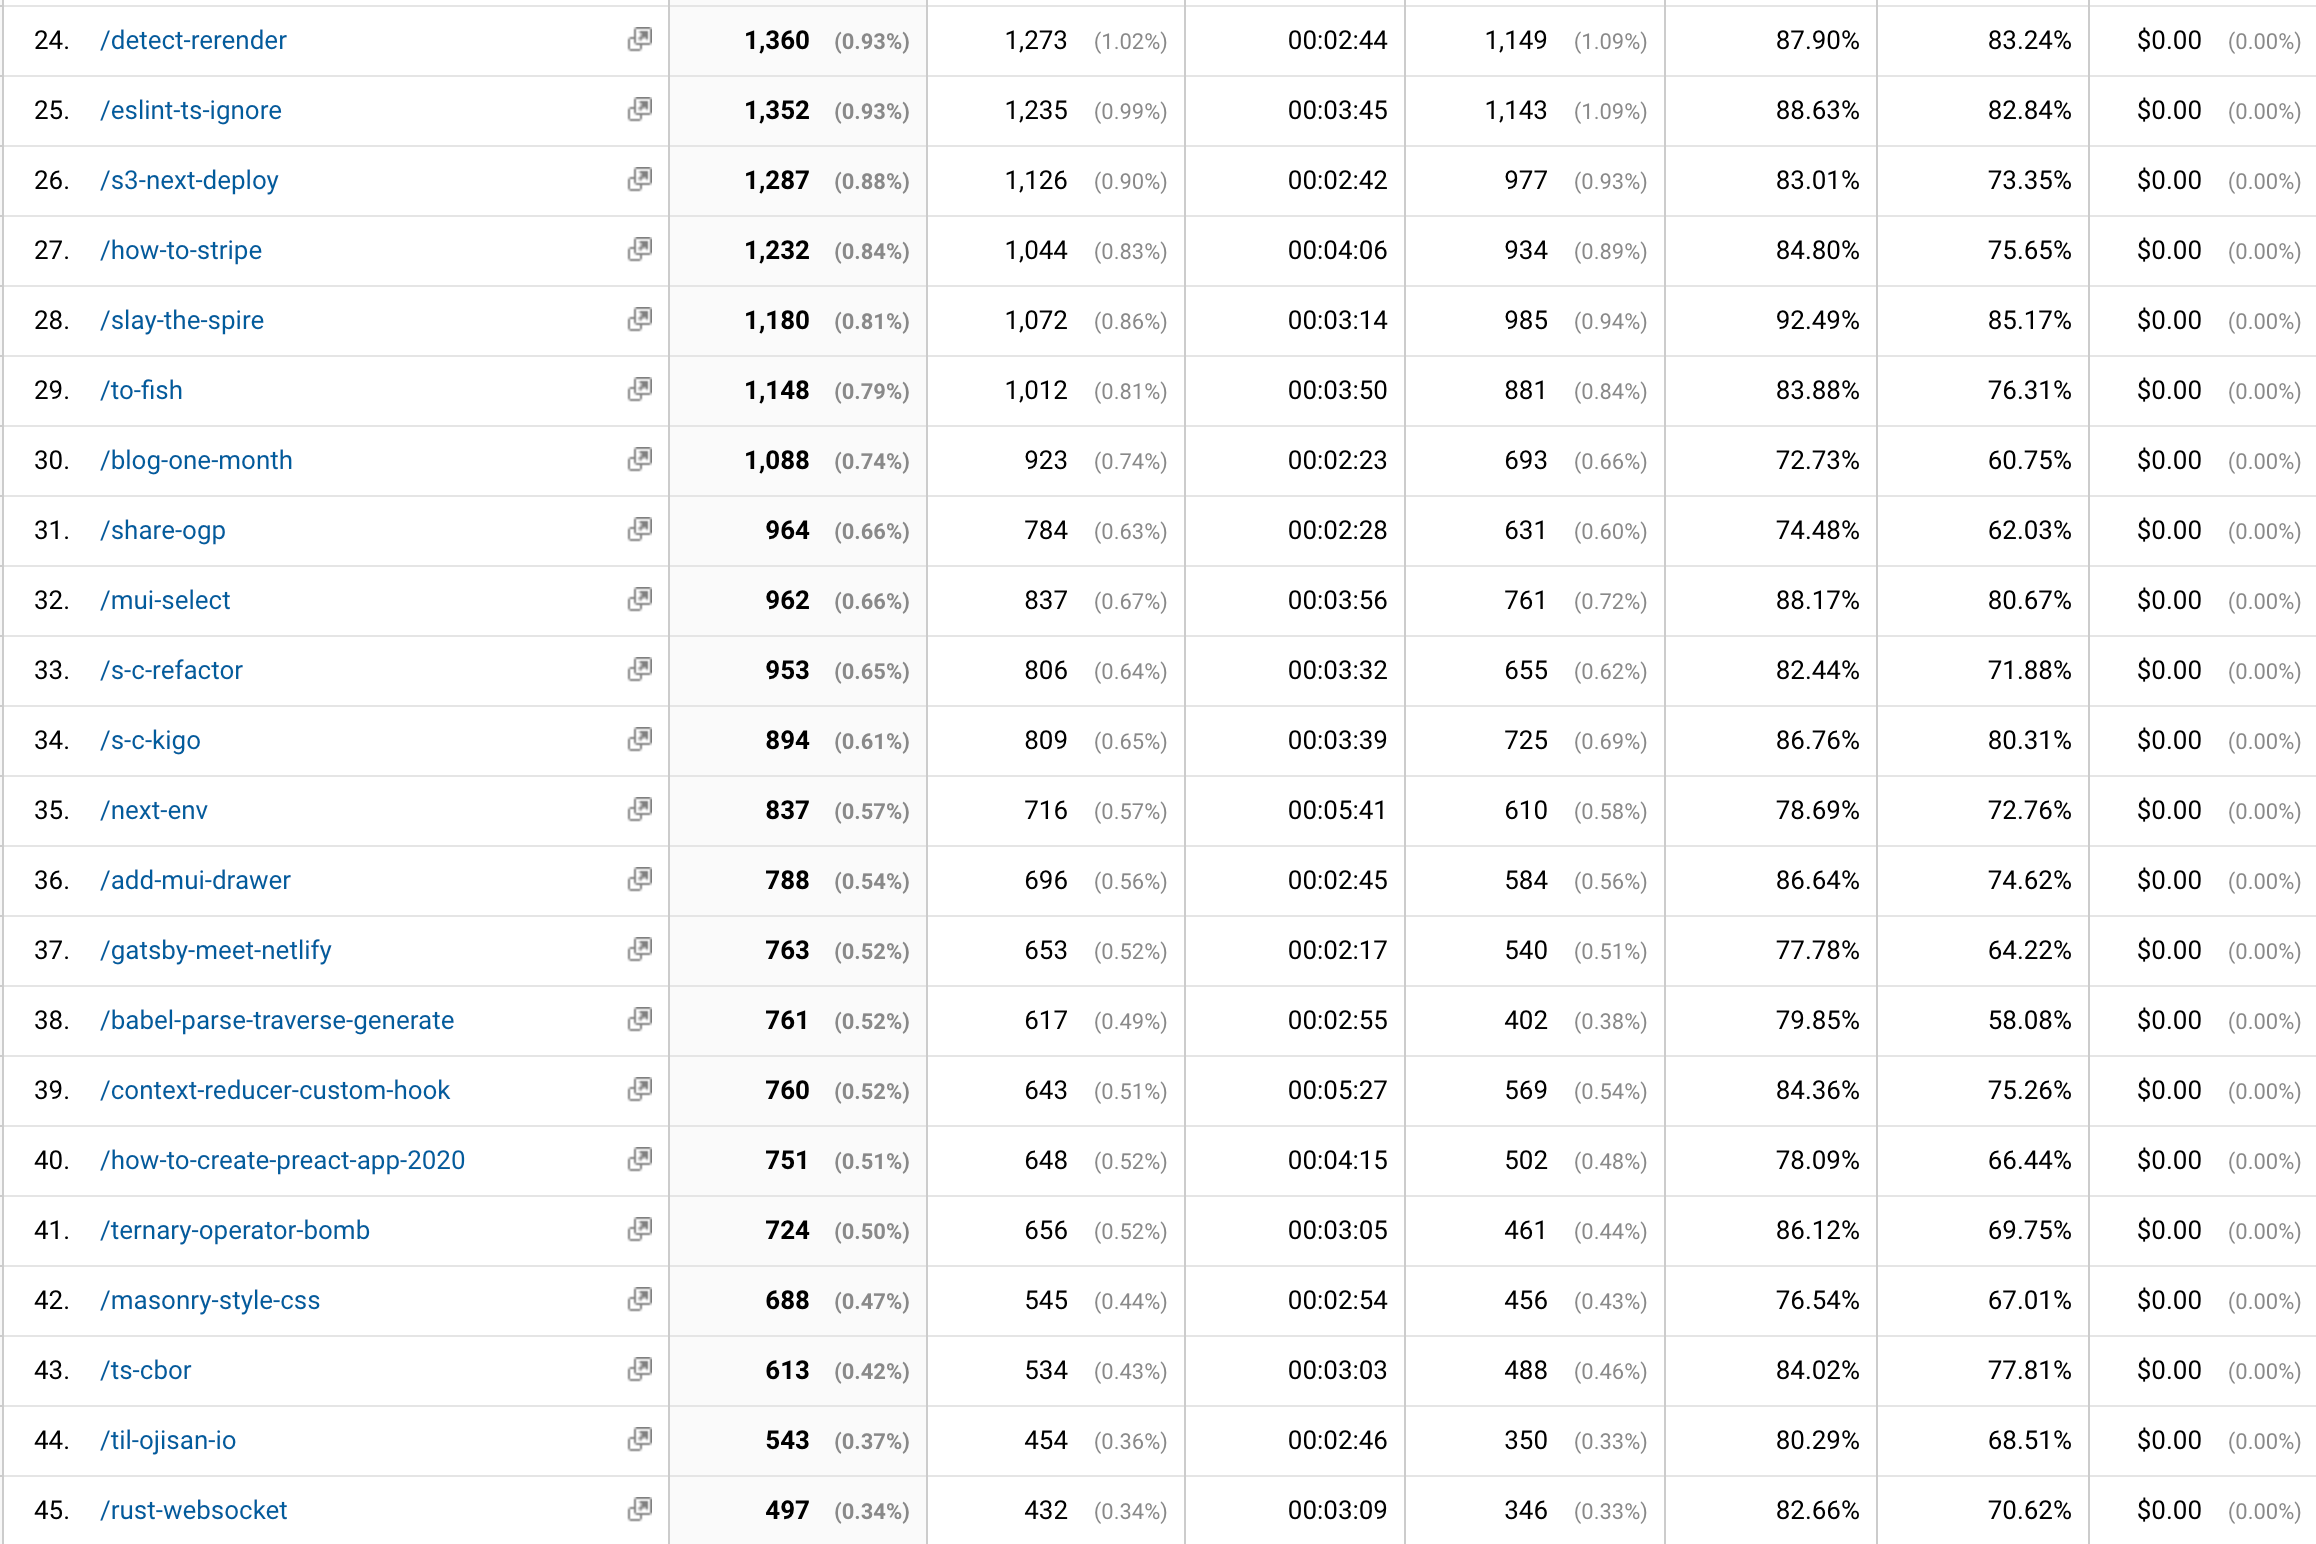 24. /detect-rerender 1,360 (0.93%) 1,273 (1.02%) 00:02:44 1,149 (1.09%) 87.90% 83.24% $0.00 (0.00%)
25. /eslint-ts-ignore 1,352 (0.93%) 1,235 (0.99%) 00:03:45 1,143 (1.09%) 88.63% 82.84% $0.00 (0.00%)
26. /s3-next-deploy 1,287 (0.88%) 1,126 (0.90%) 00:02:42 977 (0.93%) 83.01% 73.35% $0.00 (0.00%)
27. /how-to-stripe 1,232 (0.84%) 1,044 (0.83%) 00:04:06 934 (0.89%) 84.80% 75.65% $0.00 (0.00%)
28. /slay-the-spire 1,180 (0.81%) 1,072 (0.86%) 00:03:14 985 (0.94%) 92.49% 85.17% $0.00 (0.00%)
29. /to-fish 1,148 (0.79%) 1,012 (0.81%) 00:03:50 881 (0.84%) 83.88% 76.31% $0.00 (0.00%)
30. /blog-one-month 1,088 (0.74%) 923 (0.74%) 00:02:23 693 (0.66%) 72.73% 60.75% $0.00 (0.00%)
31. /share-ogp 964 (0.66%) 784 (0.63%) 00:02:28 631 (0.60%) 74.48% 62.03% $0.00 (0.00%)
32. /mui-select 962 (0.66%) 837 (0.67%) 00:03:56 761 (0.72%) 88.17% 80.67% $0.00 (0.00%)
33. /s-c-refactor 953 (0.65%) 806 (0.64%) 00:03:32 655 (0.62%) 82.44% 71.88% $0.00 (0.00%)
34. /s-c-kigo 894 (0.61%) 809 (0.65%) 00:03:39 725 (0.69%) 86.76% 80.31% $0.00 (0.00%)
35. /next-env 837 (0.57%) 716 (0.57%) 00:05:41 610 (0.58%) 78.69% 72.76% $0.00 (0.00%)
36. /add-mui-drawer 788 (0.54%) 696 (0.56%) 00:02:45 584 (0.56%) 86.64% 74.62% $0.00 (0.00%)
37. /gatsby-meet-netlify 763 (0.52%) 653 (0.52%) 00:02:17 540 (0.51%) 77.78% 64.22% $0.00 (0.00%)
38. /babel-parse-traverse-generate 761 (0.52%) 617 (0.49%) 00:02:55 402 (0.38%) 79.85% 58.08% $0.00 (0.00%)
39. /context-reducer-custom-hook 760 (0.52%) 643 (0.51%) 00:05:27 569 (0.54%) 84.36% 75.26% $0.00 (0.00%)
40. /how-to-create-preact-app-2020 751 (0.51%) 648 (0.52%) 00:04:15 502 (0.48%) 78.09% 66.44% $0.00 (0.00%)
41. /ternary-operator-bomb 724 (0.50%) 656 (0.52%) 00:03:05 461 (0.44%) 86.12% 69.75% $0.00 (0.00%)
42. /masonry-style-css 688 (0.47%) 545 (0.44%) 00:02:54 456 (0.43%) 76.54% 67.01% $0.00 (0.00%)
43. /ts-cbor 613 (0.42%) 534 (0.43%) 00:03:03 488 (0.46%) 84.02% 77.81% $0.00 (0.00%)
44. /til-ojisan-io 543 (0.37%) 454 (0.36%) 00:02:46 350 (0.33%) 80.29% 68.51% $0.00 (0.00%)
45. /rust-websocket 497 (0.34%) 432 (0.34%) 00:03:09 346 (0.33%) 82.66% 70.62% $0.00 (0.00%)